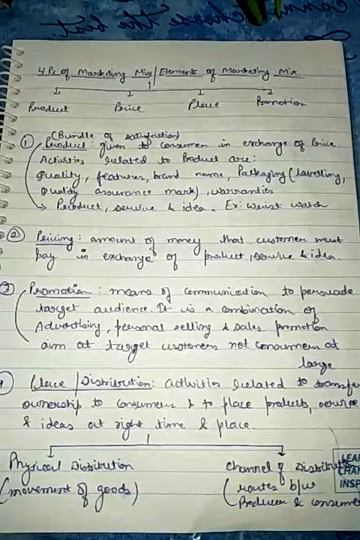 4 Ps of Marketing Mix / Elements of Marketing Mix
Product Price Place Promotion
(Bundle of satisfaction)
① Product: given to consumer in exchange of Price.
Activities related to Product are:
Quality, features, brand name, Packaging (labelling,
quality assurance mark), warranties
→ Product, service & idea. Ex: wrist watch
② Pricing: amount of money that customer must
pay in exchange of product, service & idea.
③ Promotion: means of communication to persuade
target audience. It is a combination of
Advertising, personal selling & sales promotion
aim at target customers not consumers at
large
Place / Distribution: activities related to transfer
ownership to consumers & to place products, service
& ideas at right time & place.
Physical Distribution Channel of Distribut
(movement of goods) (routes b/w
Producer & consumer
LEA
CHAN
INSP